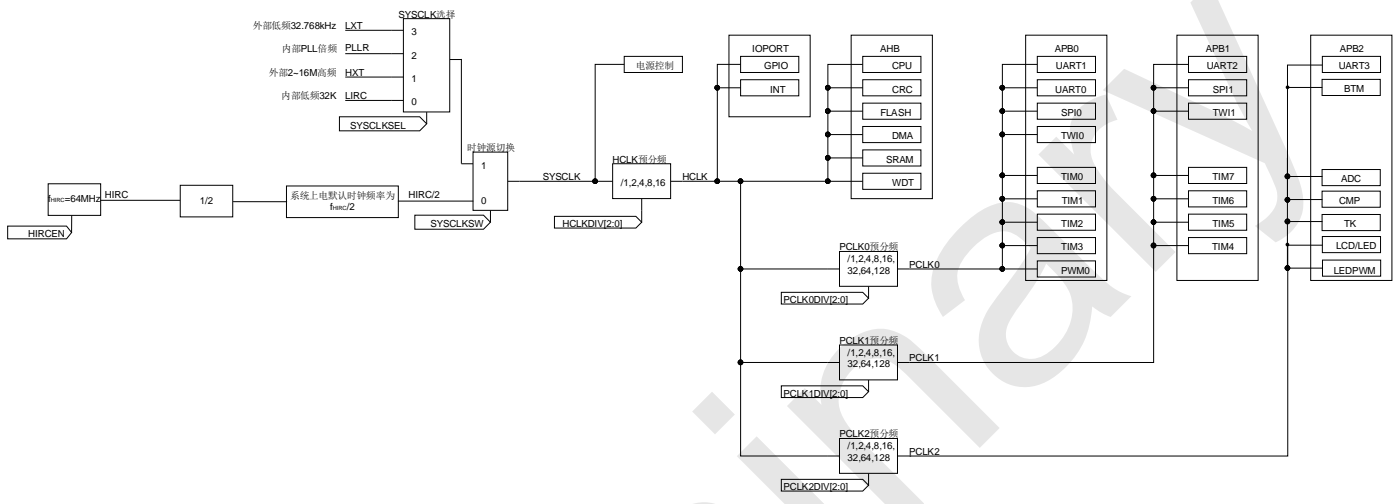 SYSCLK选择
外部低频32.768kHz LXT
3
内部PLL倍频 PLLR
2
外部2~16M高频 HXT
1
内部低频32K LIRC
0
SYSCLKSEL
时钟源切换
1
0
SYSCLKSW
fHIRC=64MHz
HIRC
HIRCEN
1/2
系统上电默认时钟频率为
fHIRC/2
HIRC/2
SYSCLK
电源控制
HCLK预分频
/1,2,4,8,16
HCLKDIV[2:0]
HCLK
IOPORT
GPIO
INT
AHB
CPU
CRC
FLASH
DMA
SRAM
WDT
PCLK0预分频
/1,2,4,8,16,
32,64,128
PCLK0DIV[2:0]
PCLK0
PCLK1预分频
/1,2,4,8,16,
32,64,128
PCLK1DIV[2:0]
PCLK1
PCLK2预分频
/1,2,4,8,16,
32,64,128
PCLK2DIV[2:0]
PCLK2
APB0
UART1
UART0
SPI0
TWI0
TIM0
TIM1
TIM2
TIM3
PWM0
APB1
UART2
SPI1
TWI1
TIM7
TIM6
TIM5
TIM4
APB2
UART3
BTM
ADC
CMP
TK
LCD/LED
LEDPWM
inary